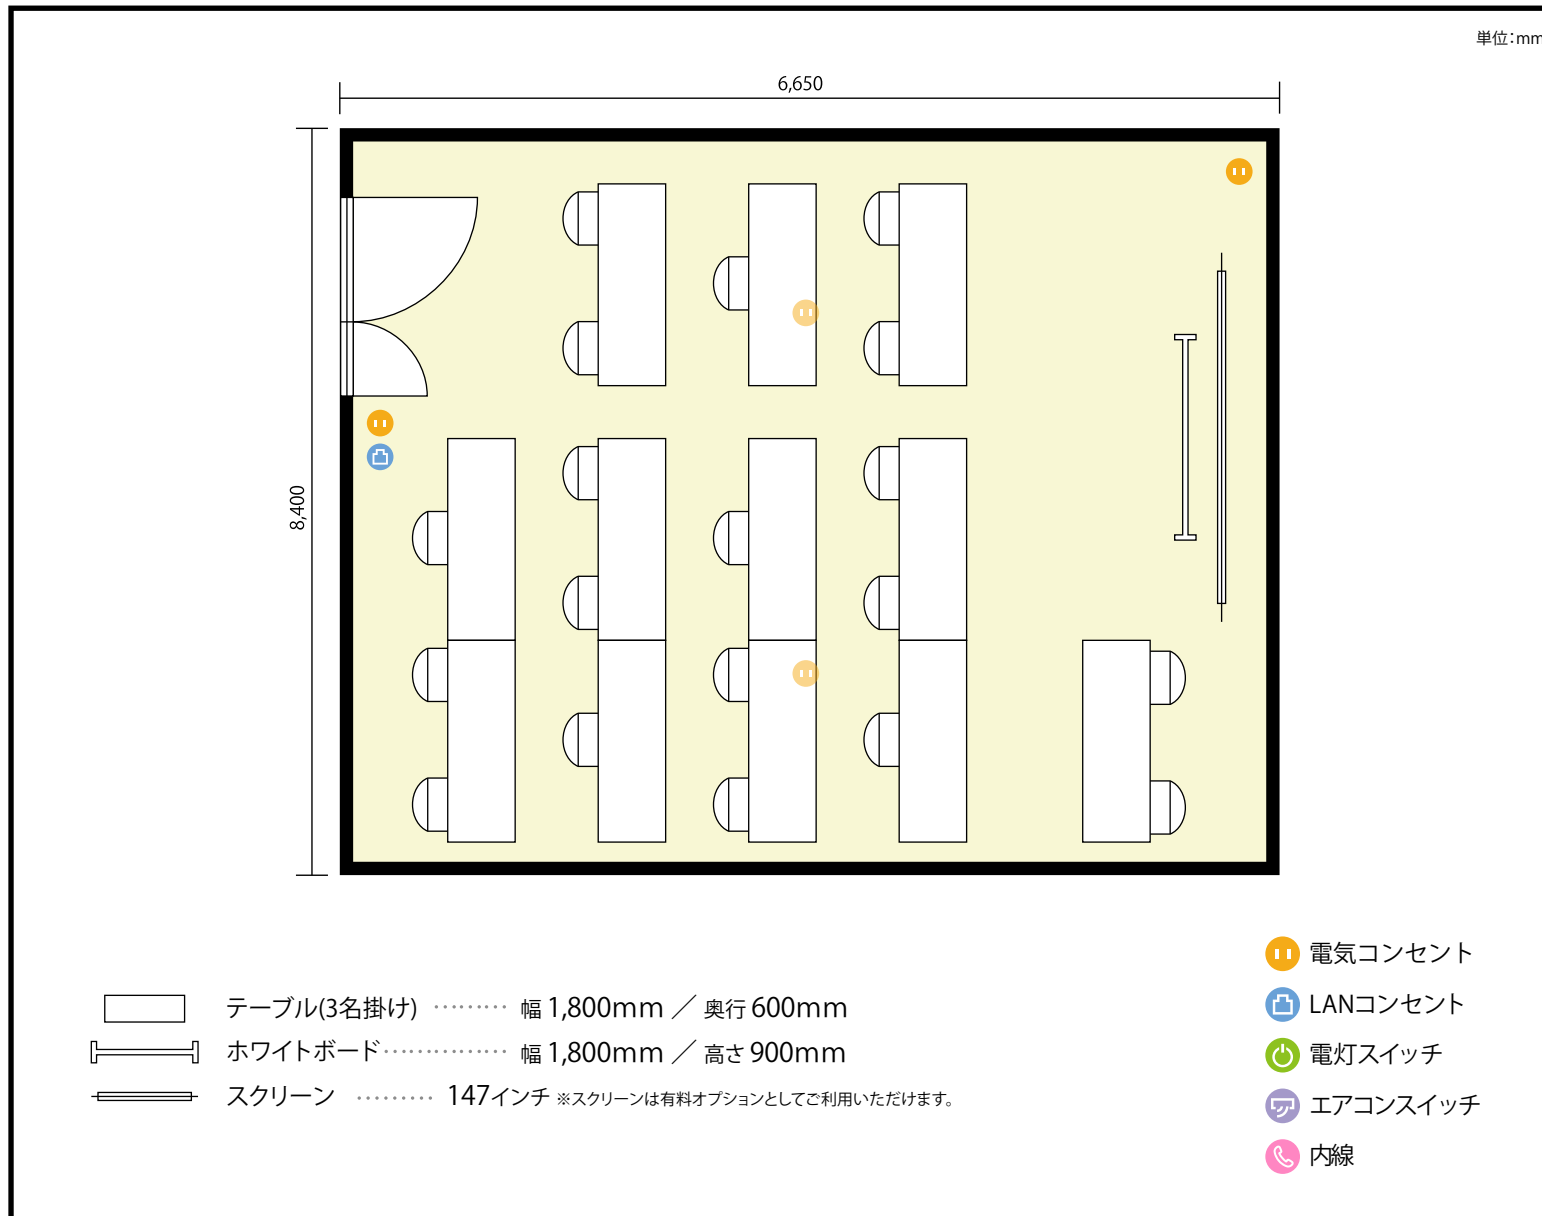 単位：mm
6,650
8,400
テーブル(3名掛け) ……… 幅 1,800mm ／ 奥行 600mm
ホワイトボード…………… 幅 1,800mm ／ 高さ 900mm
スクリーン ……… 147インチ ※スクリーンは有料オプションとしてご利用いただけます。
電気コンセント
LANコンセント
電灯スイッチ
エアコンスイッチ
内線